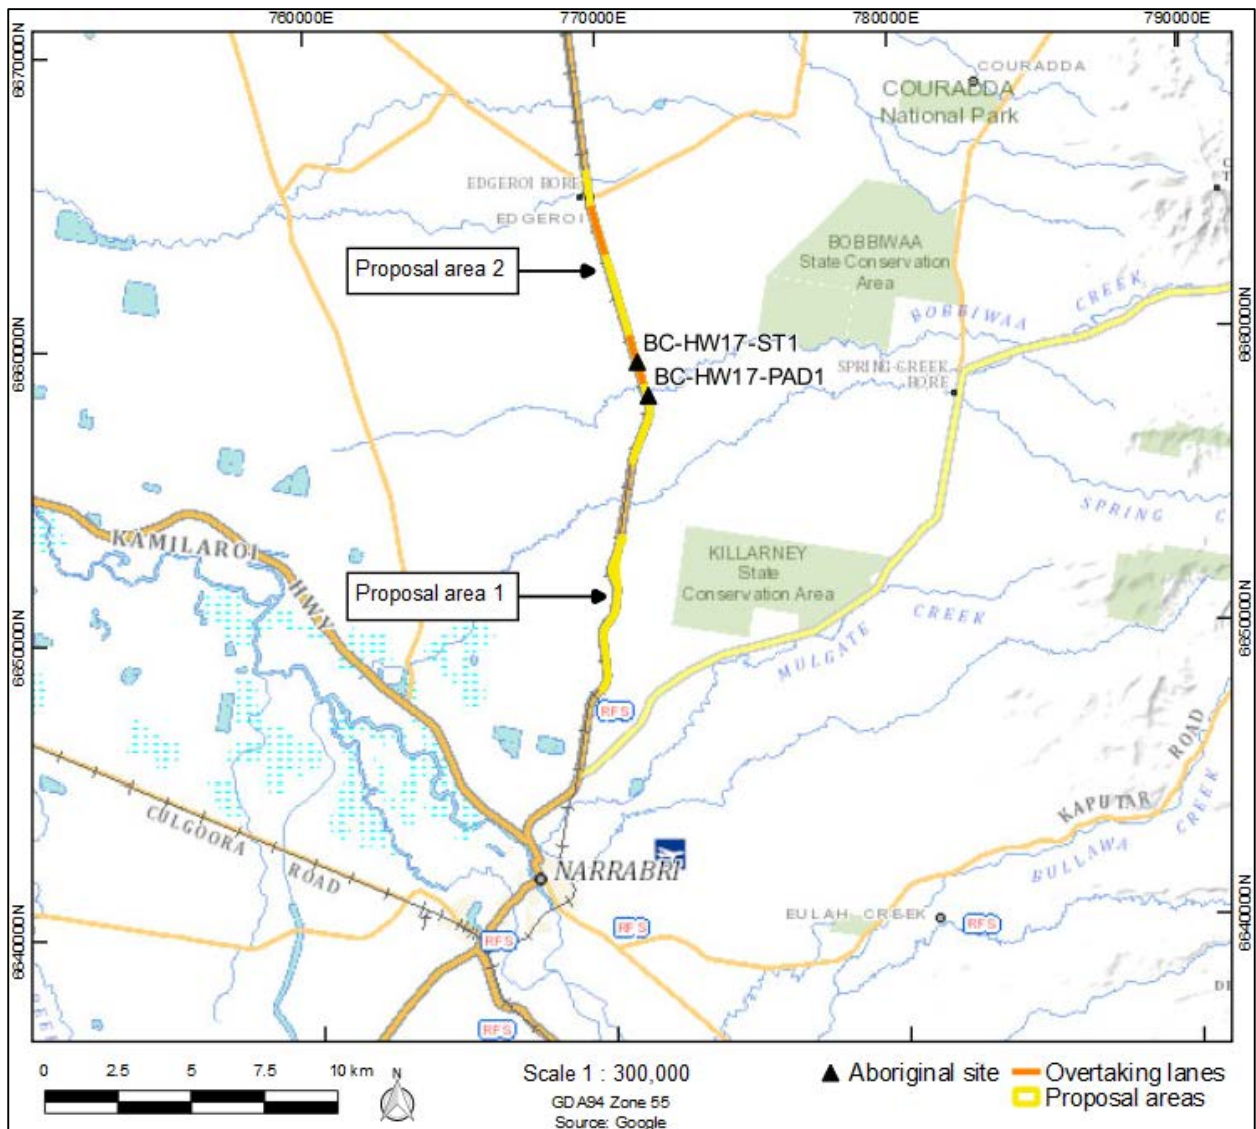 760000E
770000E
780000E
790000E
6670000N
6660000N
6650000N
6640000N
6660000N
6650000N
6640000N
COURADDA
COURADDA
National Park
EDGEROI BORE
EDGEROI
BOBBIWAA
State Conservation
Area
Proposal area 2
BOBBIWAA CREEK
BC-HW17-ST1
BC-HW17-PAD1
SPRING CREEK
BORE
SPRING C
KAMILAROI HWY
KILLARNEY
State
Conservation Area
Proposal area 1
MULGATE CREEK
RFS
KAPUTAR ROAD
BULLAWA CREEK
CULGOORA ROAD
NARRABRI
EULAH CREEK
RFS
RFS
RFS
RFS
0 2.5 5 7.5 10 km
N
Scale 1 : 300,000
GDA94 Zone 55
Source: Google
Aboriginal site
Overtaking lanes
Proposal areas